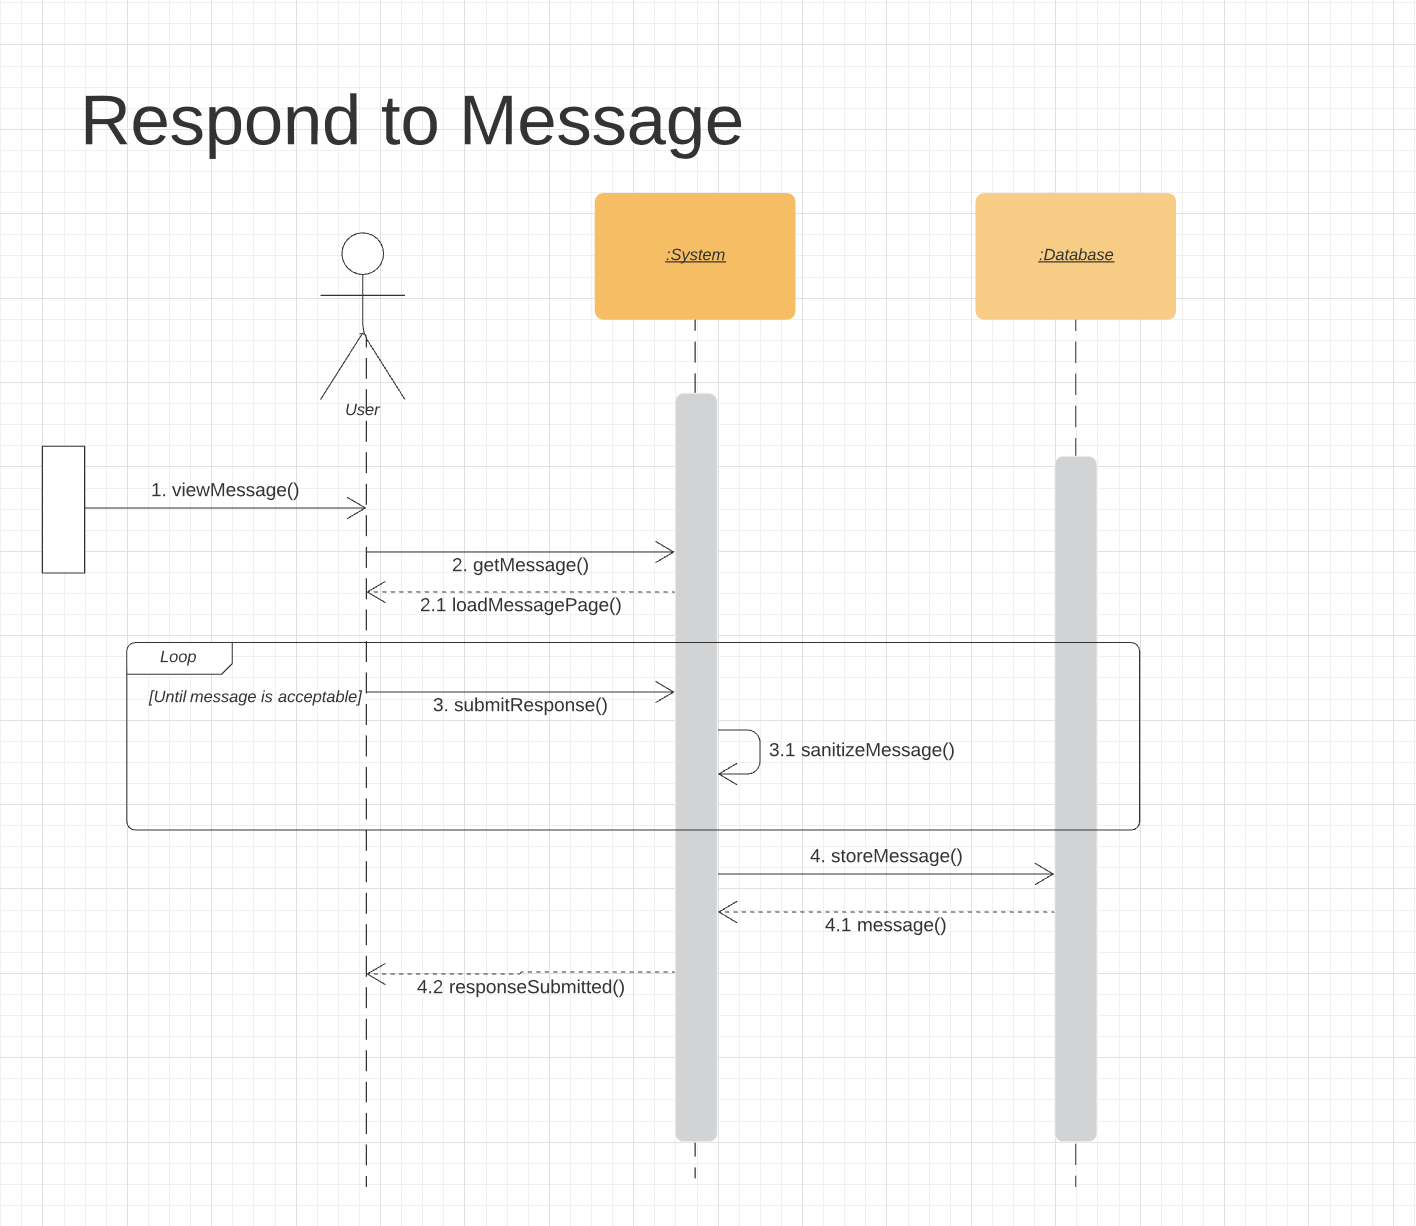 Respond to Message
:System
:Database
User
1. viewMessage()
2. getMessage()
2.1 loadMessagePage()
Loop
[Until message is acceptable]
3. submitResponse()
3.1 sanitizeMessage()
4. storeMessage()
4.1 message()
4.2 responseSubmitted()